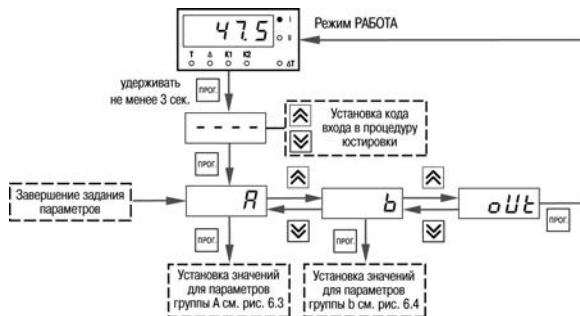 47.5
I
II
Режим РАБОТА
T Δ K1 K2 ΔT
удерживать
не менее 3 сек.
ПРОГ.
- - - -
Установка кода
входа в процедуру
юстировки
ПРОГ.
Завершение задания
параметров
A
b
oUt
ПРОГ.
ПРОГ.
ПРОГ.
Установка значений
для параметров
группы A см. рис. 6.3
Установка значений
для параметров
группы b см. рис. 6.4